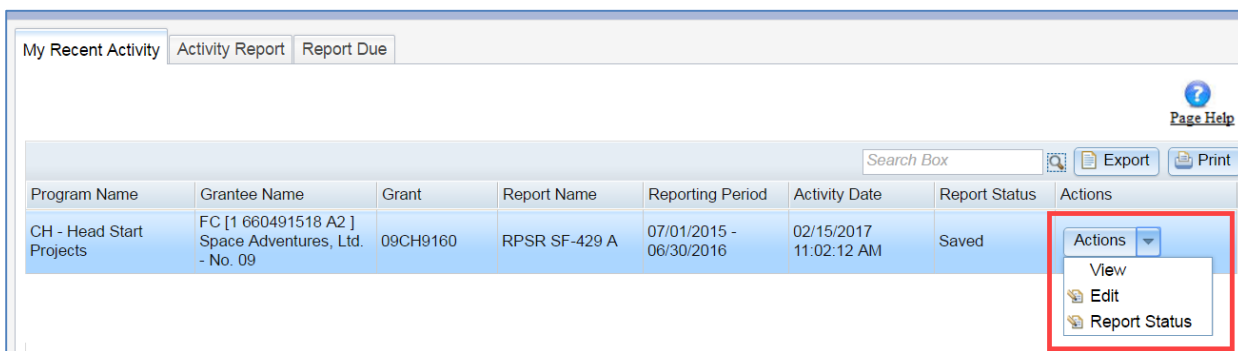 My Recent Activity Activity Report Report Due
?
Page Help
Search Box Export Print
Program Name Grantee Name Grant Report Name Reporting Period Activity Date Report Status Actions
CH - Head Start Projects
FC [1 660491518 A2 ]
Space Adventures, Ltd.
- No. 09
09CH9160
RPSR SF-429 A
07/01/2015 -
06/30/2016
02/15/2017
11:02:12 AM
Saved
Actions
View
Edit
Report Status